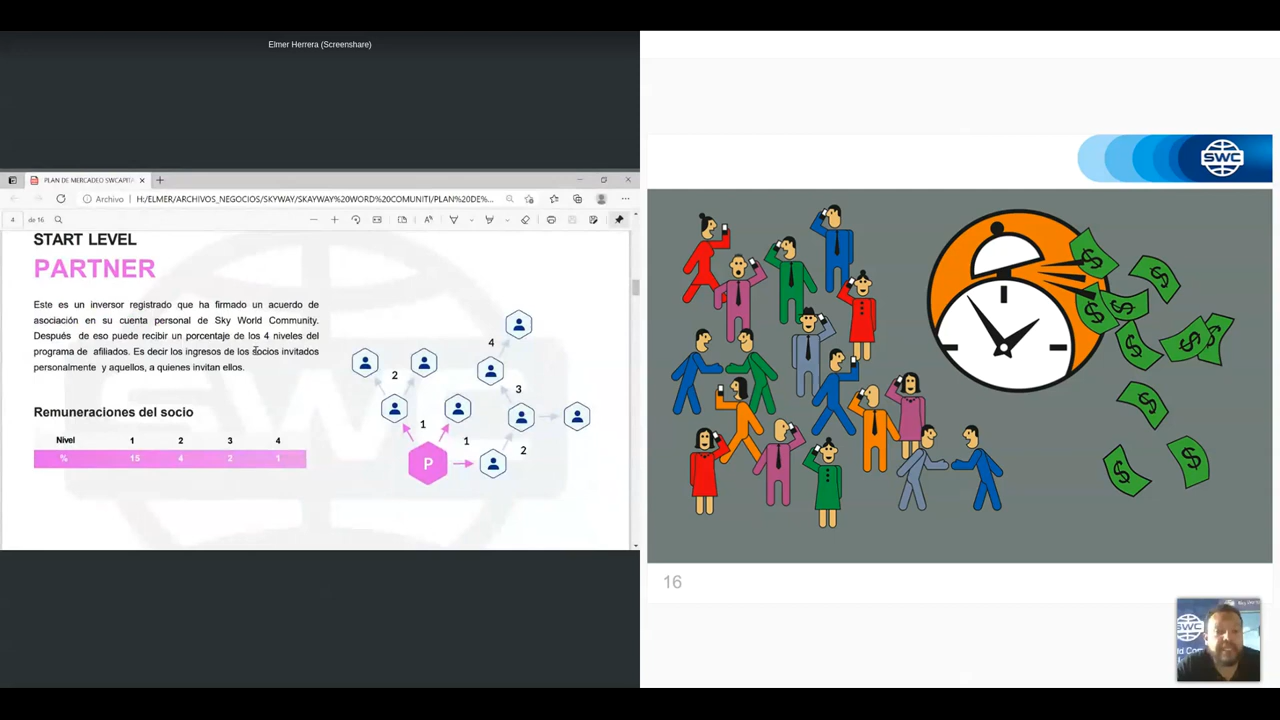 Elmer Herrera (Screenshare)
PLAN DE MERCADEO SWCAPITA
Archivo
H:/ELMER/ARCHIVOS_NEGOCIOS/SKYWAY/SKAYWAY%20WORD%20COMUNITI/PLAN%20DE%...
4 de 16
START LEVEL
PARTNER
Este es un inversor registrado que ha firmado un acuerdo de
asociación en su cuenta personal de Sky World Community.
Después de eso puede recibir un porcentaje de los 4 niveles del
programa de afiliados. Es decir los ingresos de los socios invitados
personalmente y aquellos, a quienes invitan ellos.
Remuneraciones del socio
Nivel 1 2 3 4
% 15 4 2 1
4
2
3
1
1
2
P
SWC
16
SWC